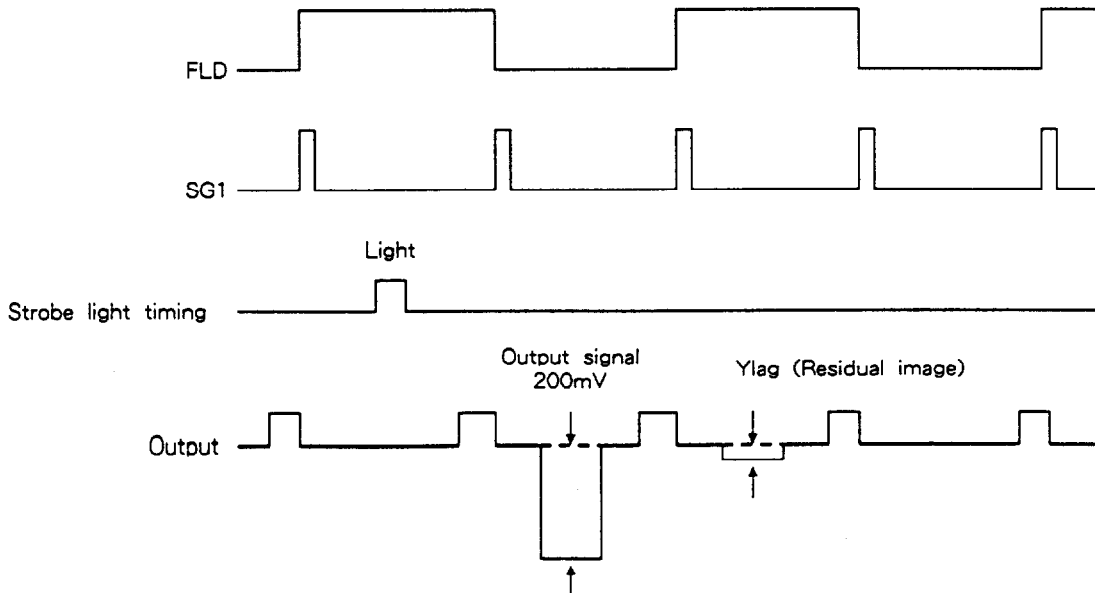 FLD
SG1
Light
Strobe light timing
Output signal
200mV
Ylag (Residual image)
Output